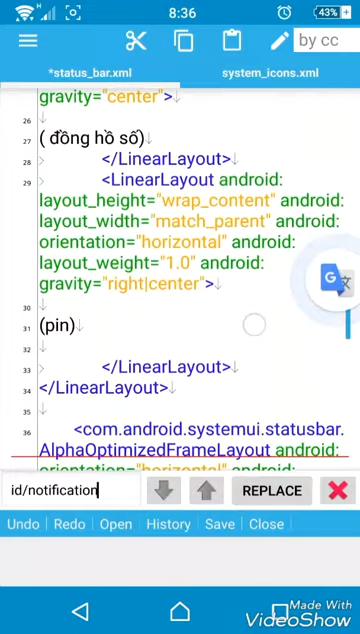 8:36
43%
by cc
*status_bar.xml
system_icons.xml
gravity="center">
26
27 ( đồng hồ số)
28 </LinearLayout>
29 <LinearLayout android:
layout_height="wrap_content" android:
layout_width="match_parent" android:
orientation="horizontal" android:
layout_weight="1.0" android:
gravity="right|center">
30
31 (pin)
32
33 </LinearLayout>
34 </LinearLayout>
35
36 <com.android.systemui.statusbar.
AlphaOptimizedFrameLayout android:
orientation="horizontal" android:
id/notification
REPLACE
Undo Redo Open History Save Close
Made With
VideoShow